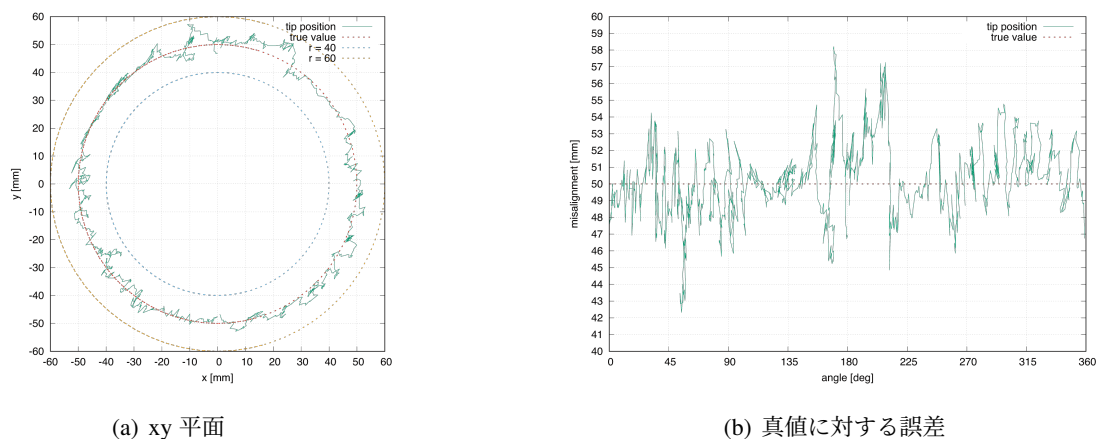 60
50
40
30
20
10
0
-10
-20
-30
-40
-50
-60
y [mm]
-60 -50 -40 -30 -20 -10 0 10 20 30 40 50 60
x [mm]
tip position
true value
r = 40
r = 60
(a) xy 平面
60
59
58
57
56
55
54
53
52
51
50
49
48
47
46
45
44
43
42
41
40
misalignment [mm]
0 45 90 135 180 225 270 315 360
angle [deg]
tip position
true value
(b) 真値に対する誤差